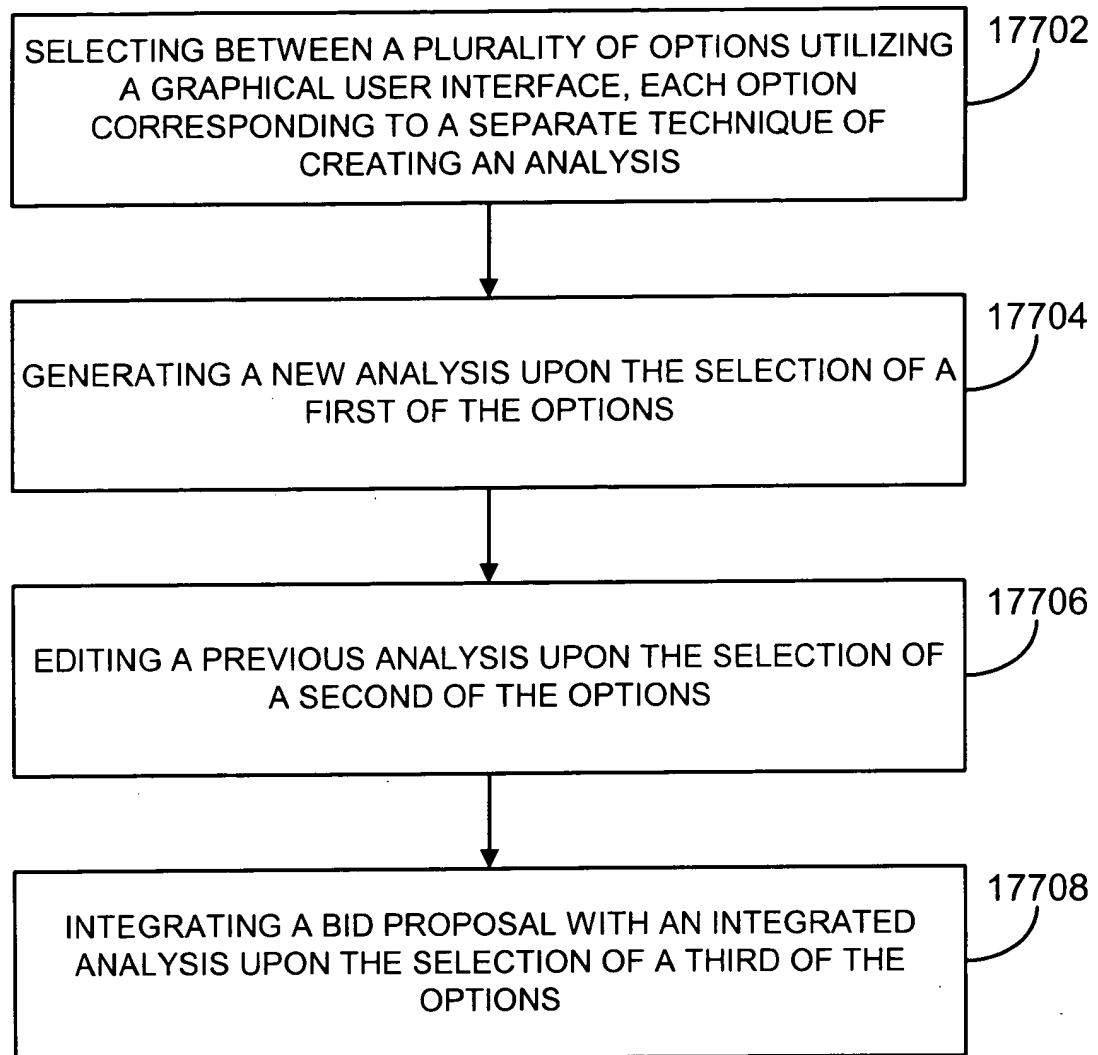 SELECTING BETWEEN A PLURALITY OF OPTIONS UTILIZING
A GRAPHICAL USER INTERFACE, EACH OPTION
CORRESPONDING TO A SEPARATE TECHNIQUE OF
CREATING AN ANALYSIS
17702
GENERATING A NEW ANALYSIS UPON THE SELECTION OF A
FIRST OF THE OPTIONS
17704
EDITING A PREVIOUS ANALYSIS UPON THE SELECTION OF
A SECOND OF THE OPTIONS
17706
INTEGRATING A BID PROPOSAL WITH AN INTEGRATED
ANALYSIS UPON THE SELECTION OF A THIRD OF THE
OPTIONS
17708